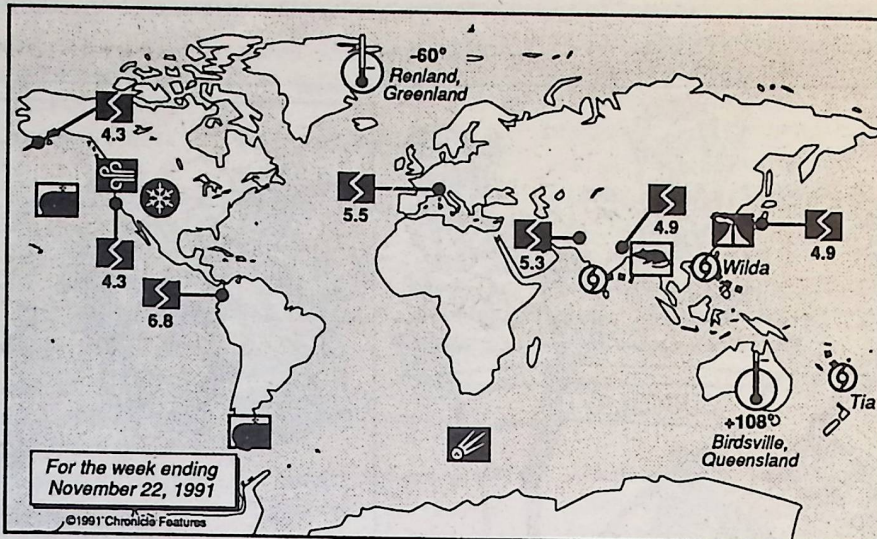 -60°
Renland,
Greenland
4.3
5.5
4.9
4.3
5.3
Wilda
4.9
6.8
Tia
+108°
Birdsville,
Queensland
For the week ending
November 22, 1991
©1991 Chronicle Features